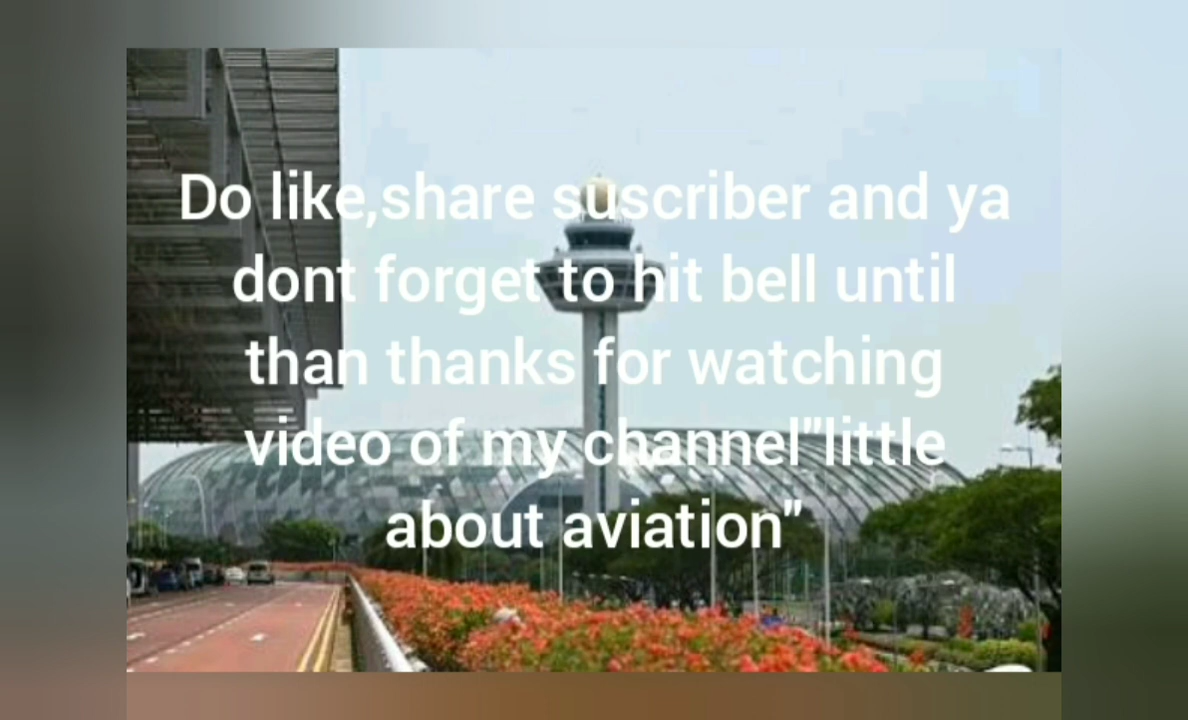 Do like,share suscriber and ya
dont forget to hit bell until
than thanks for watching
video of my channel"little
about aviation"